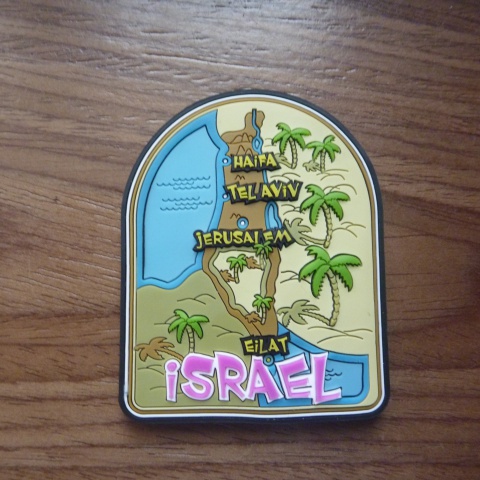 HAiFA
TEL AViV
jERUSALEM
EiLAT
iSRAEL